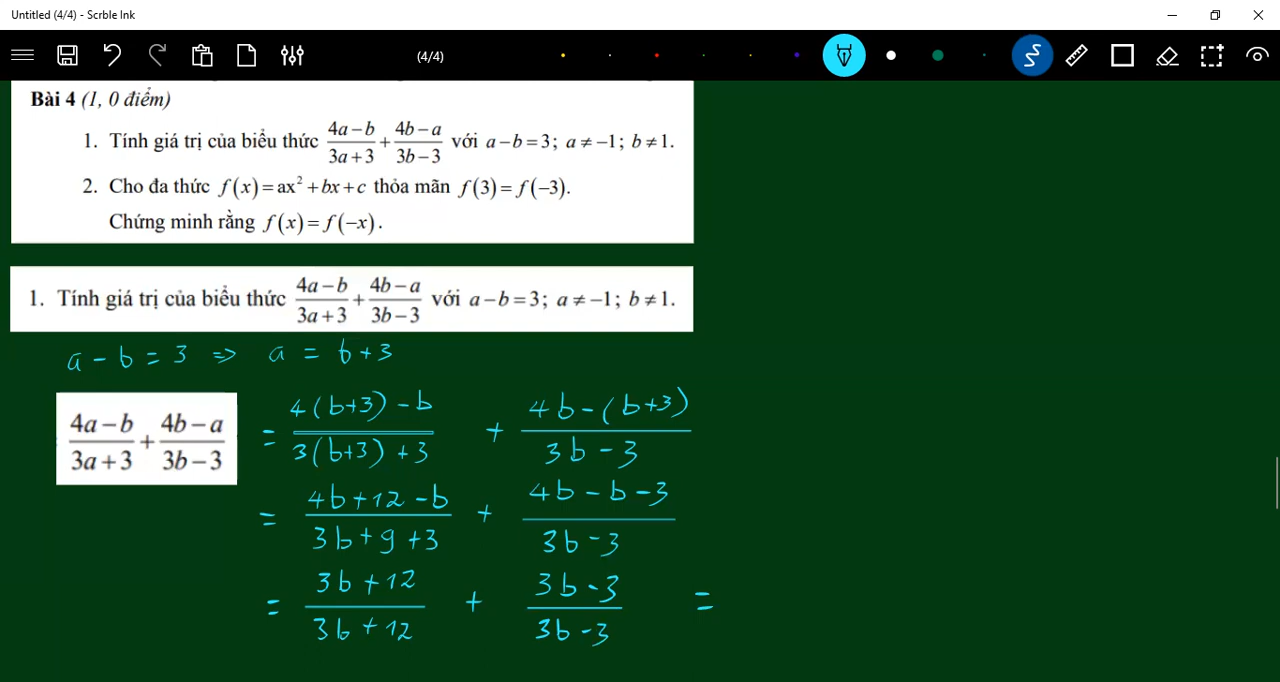 Untitled (4/4) - Scrble Ink
(4/4)
Bài 4 (1, 0 điểm)
1. Tính giá trị của biểu thức (4a−b)/(3a+3) + (4b−a)/(3b−3) với a−b=3; a≠−1; b≠1.
2. Cho đa thức f(x)=ax²+bx+c thỏa mãn f(3)=f(−3).
Chứng minh rằng f(x)=f(−x).
1. Tính giá trị của biểu thức (4a−b)/(3a+3) + (4b−a)/(3b−3) với a−b=3; a≠−1; b≠1.
a − b = 3 ⇒ a = b+3
(4a−b)/(3a+3) + (4b−a)/(3b−3) = (4(b+3) − b)/(3(b+3) + 3) + (4b − (b+3))/(3b − 3)
= (4b+12 − b)/(3b+9+3) + (4b − b − 3)/(3b − 3)
= (3b+12)/(3b+12) + (3b−3)/(3b−3) =